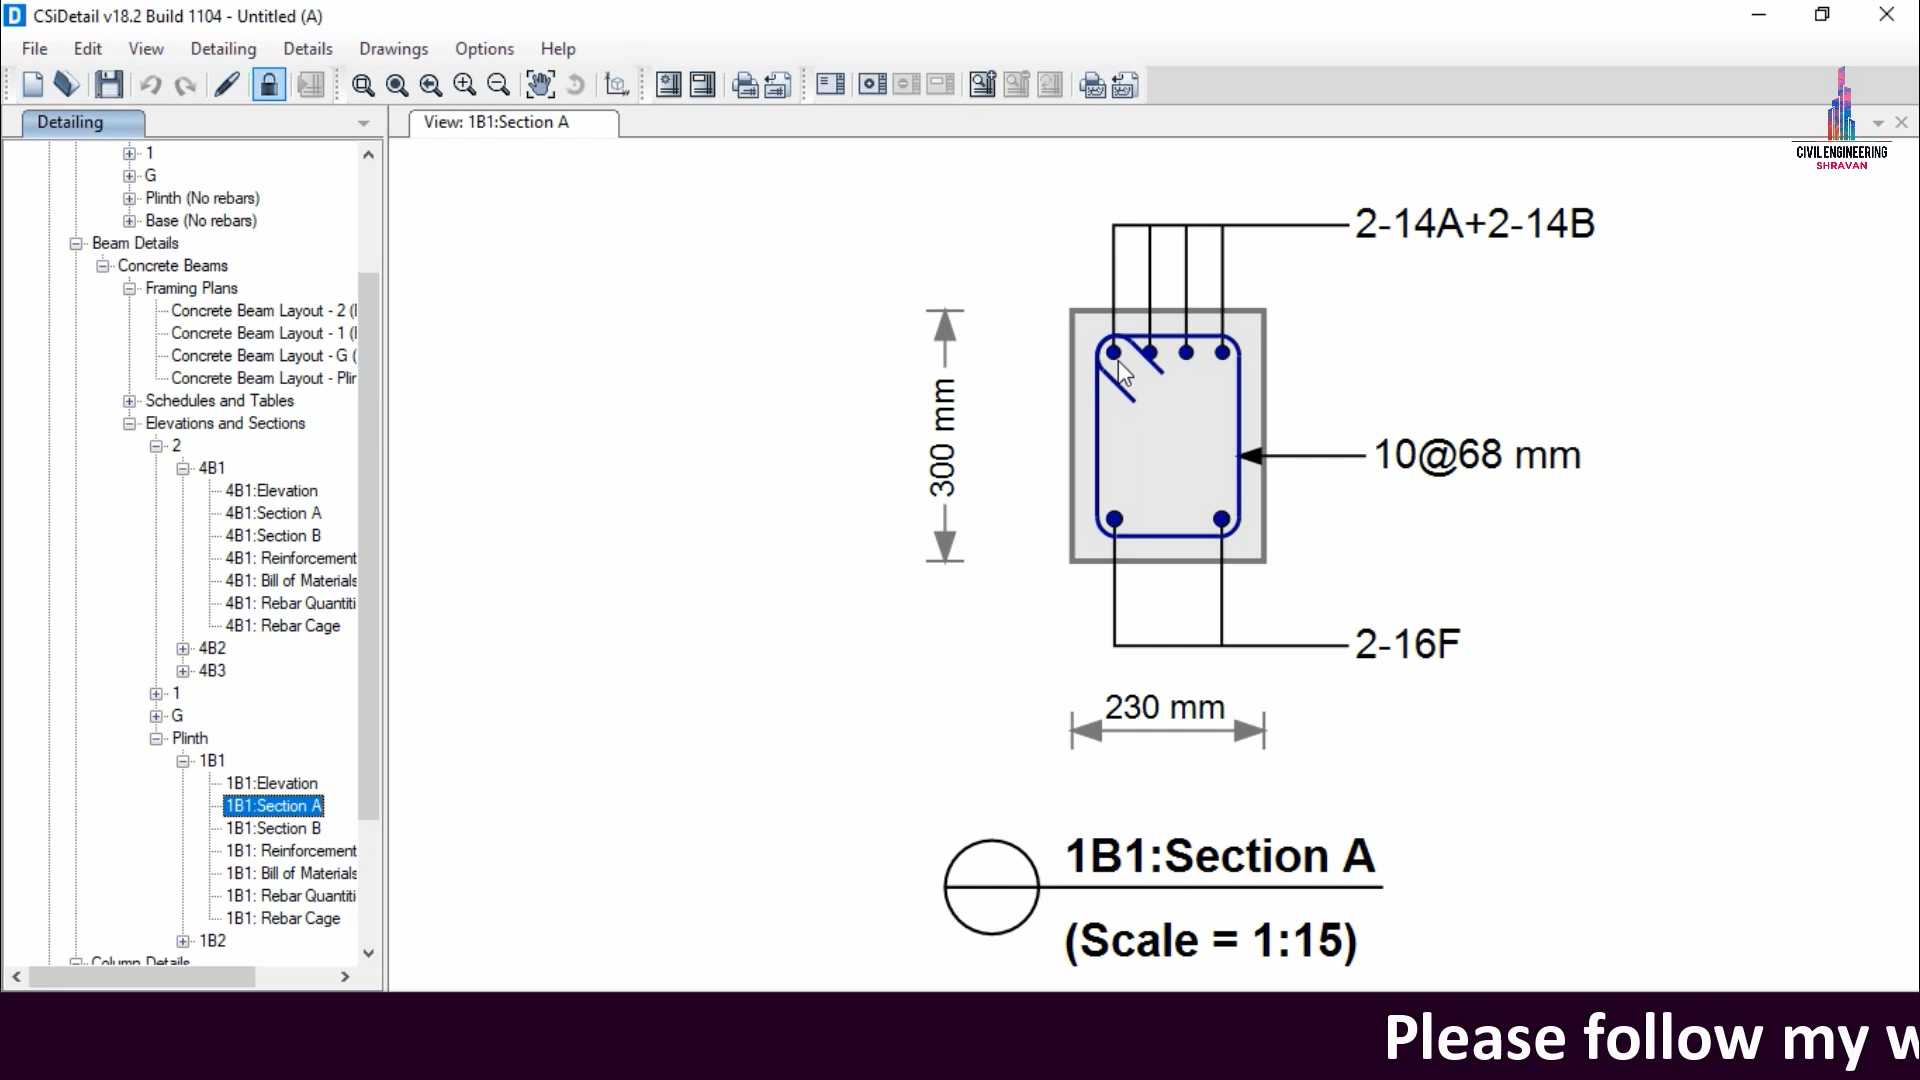 CSiDetail v18.2 Build 1104 - Untitled (A)
File Edit View Detailing Details Drawings Options Help
Detailing
View: 1B1:Section A
CIVIL ENGINEERING
SHRAVAN
1
G
Plinth (No rebars)
Base (No rebars)
Beam Details
Concrete Beams
Framing Plans
Concrete Beam Layout - 2 (
Concrete Beam Layout - 1 (
Concrete Beam Layout - G (
Concrete Beam Layout - Plin
Schedules and Tables
Elevations and Sections
2
4B1
4B1:Elevation
4B1:Section A
4B1:Section B
4B1: Reinforcement
4B1: Bill of Materials
4B1: Rebar Quantiti
4B1: Rebar Cage
4B2
4B3
1
G
Plinth
1B1
1B1:Elevation
1B1:Section A
1B1:Section B
1B1: Reinforcement
1B1: Bill of Materials
1B1: Rebar Quantiti
1B1: Rebar Cage
1B2
Column Details
2-14A+2-14B
300 mm
10@68 mm
2-16F
230 mm
1B1:Section A
(Scale = 1:15)
Please follow my w